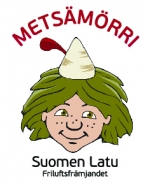 METSÄMÖRRI
Suomen Latu
Friluftsfrämjandet